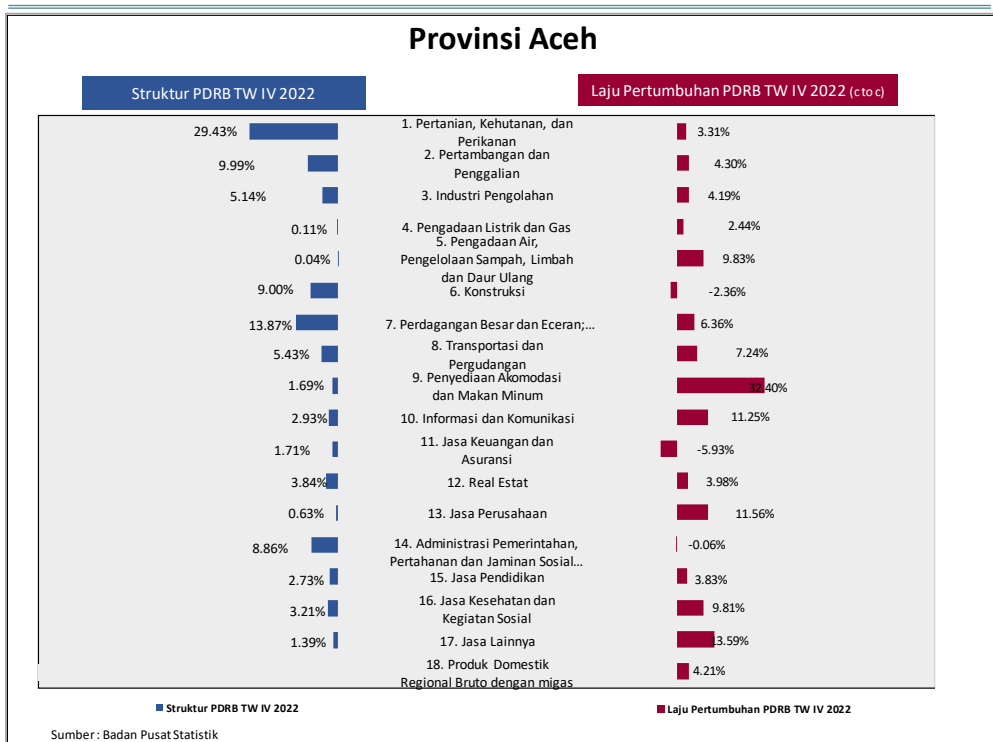 Provinsi Aceh
Struktur PDRB TW IV 2022
Laju Pertumbuhan PDRB TW IV 2022 (c to c)
29.43%
1. Pertanian, Kehutanan, dan
Perikanan
3.31%
9.99%
2. Pertambangan dan
Penggalian
4.30%
5.14%
3. Industri Pengolahan
4.19%
0.11%
4. Pengadaan Listrik dan Gas
2.44%
0.04%
5. Pengadaan Air,
Pengelolaan Sampah, Limbah
dan Daur Ulang
9.83%
9.00%
6. Konstruksi
-2.36%
13.87%
7. Perdagangan Besar dan Eceran;...
6.36%
5.43%
8. Transportasi dan
Pergudangan
7.24%
1.69%
9. Penyediaan Akomodasi
dan Makan Minum
32.40%
2.93%
10. Informasi dan Komunikasi
11.25%
1.71%
11. Jasa Keuangan dan
Asuransi
-5.93%
3.84%
12. Real Estat
3.98%
0.63%
13. Jasa Perusahaan
11.56%
8.86%
14. Administrasi Pemerintahan,
Pertahanan dan Jaminan Sosial...
-0.06%
2.73%
15. Jasa Pendidikan
3.83%
3.21%
16. Jasa Kesehatan dan
Kegiatan Sosial
9.81%
1.39%
17. Jasa Lainnya
13.59%
18. Produk Domestik
Regional Bruto dengan migas
4.21%
Struktur PDRB TW IV 2022
Laju Pertumbuhan PDRB TW IV 2022
Sumber : Badan Pusat Statistik